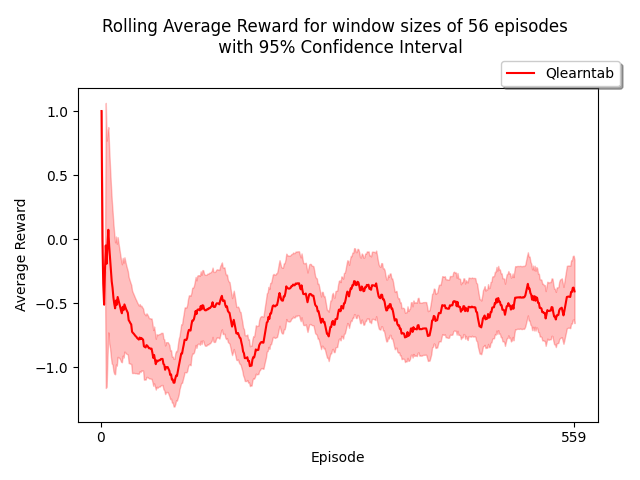 Rolling Average Reward for window sizes of 56 episodes
with 95% Confidence Interval
Qlearntab
1.0
0.5
0.0
−0.5
−1.0
Average Reward
0
559
Episode